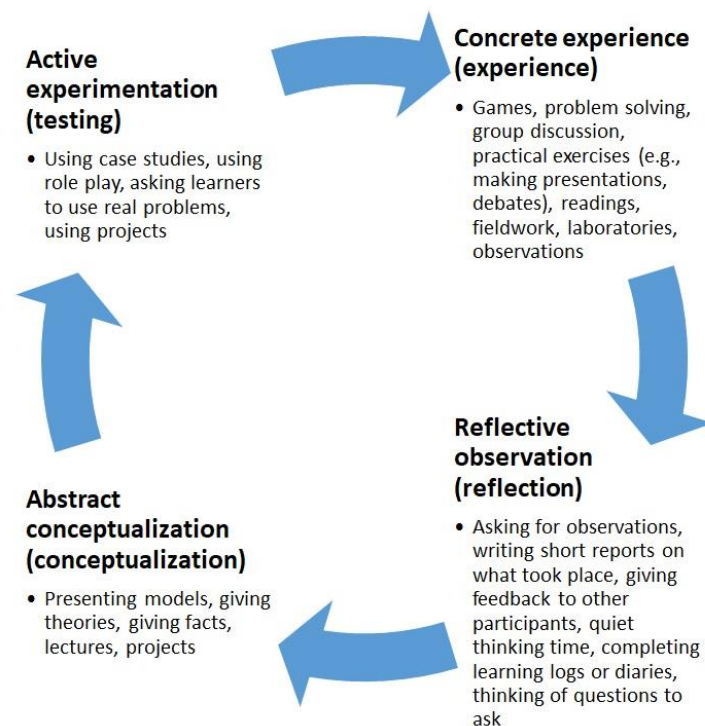 Active
experimentation
(testing)
• Using case studies, using
role play, asking learners
to use real problems,
using projects
Concrete experience
(experience)
• Games, problem solving,
group discussion,
practical exercises (e.g.,
making presentations,
debates), readings,
fieldwork, laboratories,
observations
Reflective
observation
(reflection)
• Asking for observations,
writing short reports on
what took place, giving
feedback to other
participants, quiet
thinking time, completing
learning logs or diaries,
thinking of questions to
ask
Abstract
conceptualization
(conceptualization)
• Presenting models, giving
theories, giving facts,
lectures, projects